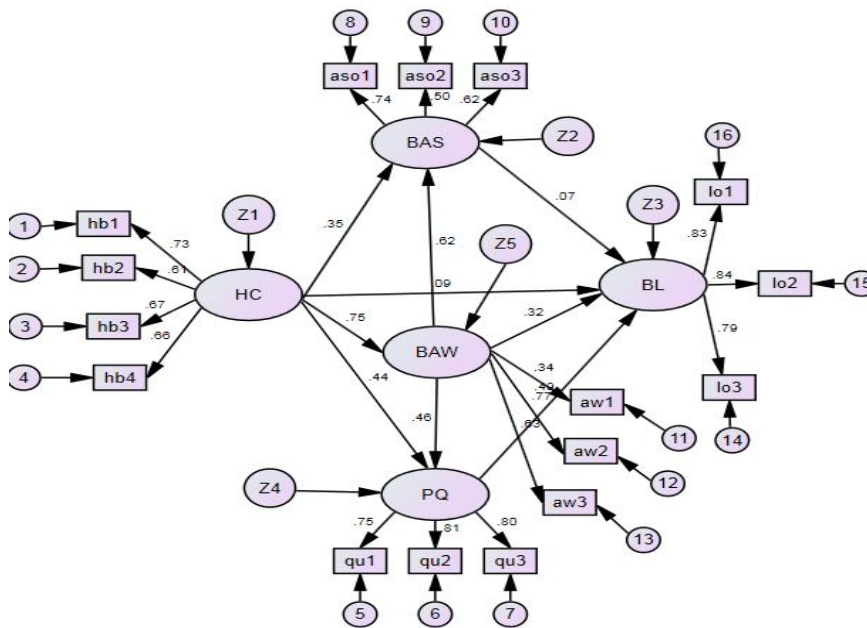 8
9
10
aso1
aso2
aso3
.74
.50
.62
BAS
Z2
16
lo1
1
hb1
Z1
.73
.35
.07
Z3
.83
2
hb2
.61
.62
Z5
HC
.09
BL
.84
lo2
15
3
hb3
.67
.66
.75
BAW
.32
.79
4
hb4
.44
.34
.49
.77
aw1
lo3
.46
.63
11
14
aw2
Z4
PQ
12
aw3
.75
.81
.80
13
qu1
qu2
qu3
5
6
7